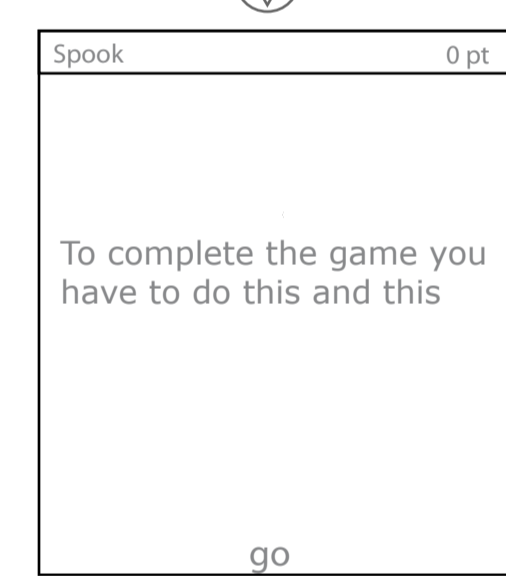 Spook 0 pt
To complete the game you
have to do this and this
go